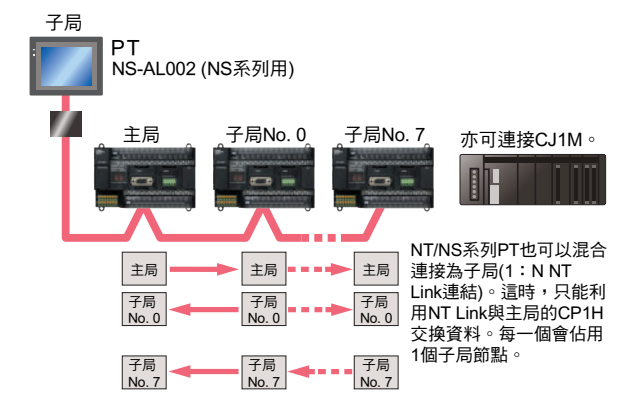 子局
PT
NS-AL002 (NS系列用)
主局
子局No. 0
子局No. 7
亦可連接CJ1M。
NT/NS系列PT也可以混合
連接為子局(1：N NT
Link連結)。這時，只能利
用NT Link與主局的CP1H
交換資料。每一個會佔用
1個子局節點。
主局
主局
主局
子局
No. 0
子局
No. 0
子局
No. 0
子局
No. 7
子局
No. 7
子局
No. 7